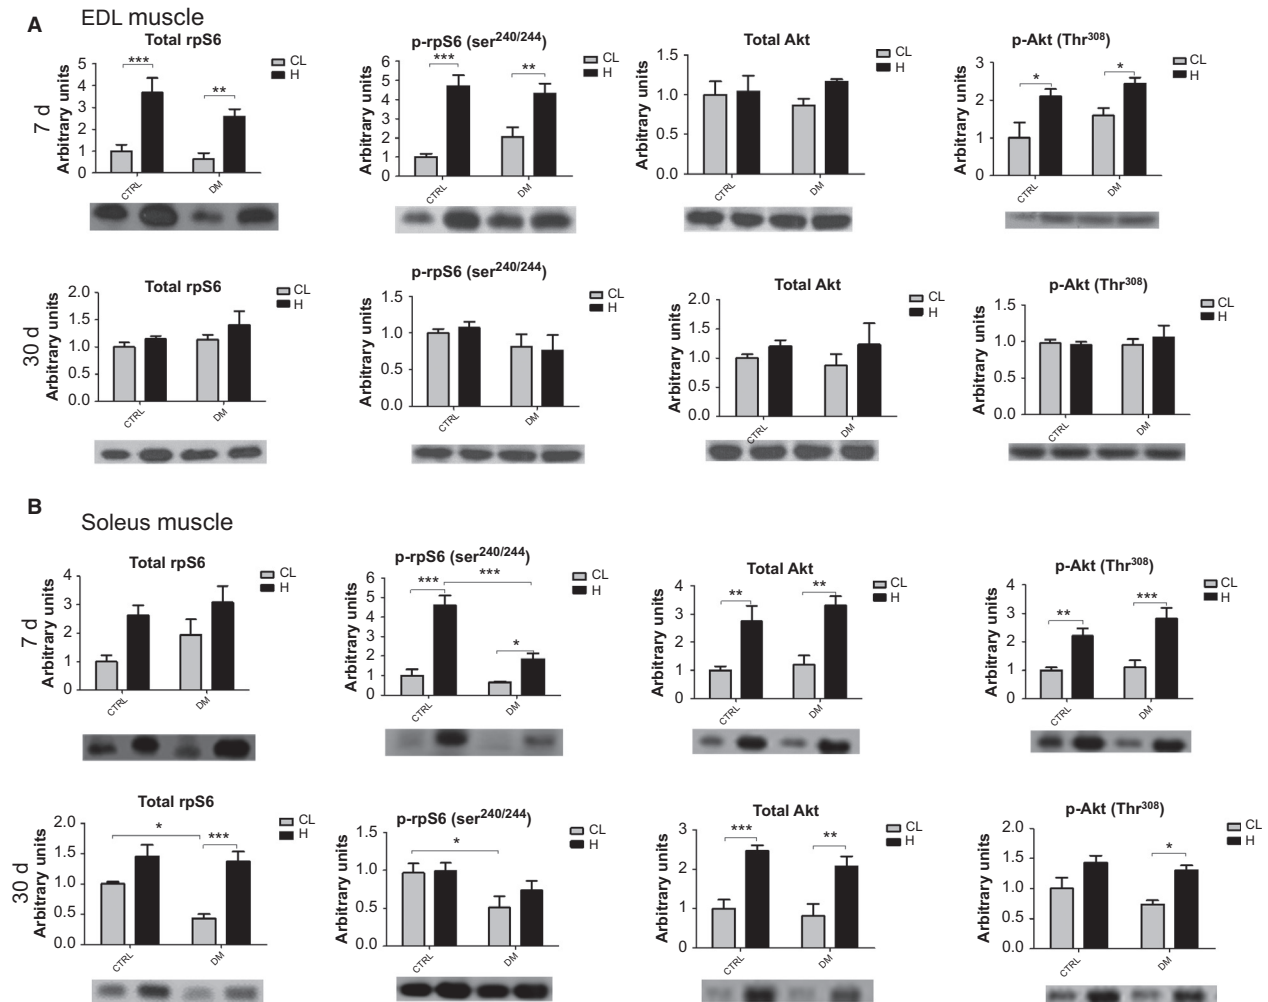 A
EDL muscle
7 d
Total rpS6
Arbitrary units
5
4
3
2
1
0
***
**
CL
H
CTRL
DM
p-rpS6 (ser240/244)
Arbitrary units
6
5
4
3
2
1
0
***
**
CL
H
CTRL
DM
Total Akt
Arbitrary units
1.5
1.0
0.5
0.0
CL
H
CTRL
DM
p-Akt (Thr308)
Arbitrary units
3
2
1
0
*
*
CL
H
CTRL
DM
30 d
Total rpS6
Arbitrary units
2.0
1.5
1.0
0.5
0.0
CL
H
CTRL
DM
p-rpS6 (ser240/244)
Arbitrary units
1.5
1.0
0.5
0.0
CL
H
CTRL
DM
Total Akt
Arbitrary units
2.0
1.5
1.0
0.5
0.0
CL
H
CTRL
DM
p-Akt (Thr308)
Arbitrary units
1.5
1.0
0.5
0.0
CL
H
CTRL
DM
B
Soleus muscle
7 d
Total rpS6
Arbitrary units
4
3
2
1
0
CL
H
CTRL
DM
p-rpS6 (ser240/244)
Arbitrary units
6
5
4
3
2
1
0
***
***
*
CL
H
CTRL
DM
Total Akt
Arbitrary units
4
3
2
1
0
**
**
CL
H
CTRL
DM
p-Akt (Thr308)
Arbitrary units
4
3
2
1
0
**
***
CL
H
CTRL
DM
30 d
Total rpS6
Arbitrary units
2.0
1.5
1.0
0.5
0.0
*
***
CL
H
CTRL
DM
p-rpS6 (ser240/244)
Arbitrary units
1.5
1.0
0.5
0.0
*
CL
H
CTRL
DM
Total Akt
Arbitrary units
3
2
1
0
***
**
CL
H
CTRL
DM
p-Akt (Thr308)
Arbitrary units
2.0
1.5
1.0
0.5
0.0
*
CL
H
CTRL
DM